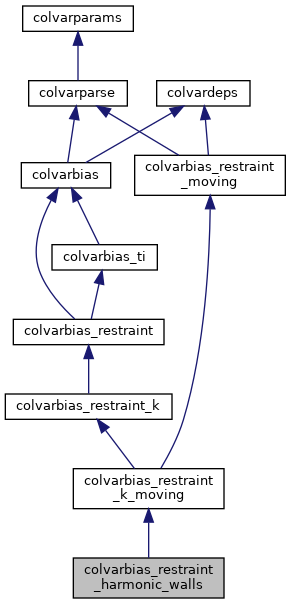 colvarparams
colvarparse
colvardeps
colvarbias
colvarbias_restraint
_moving
colvarbias_ti
colvarbias_restraint
colvarbias_restraint_k
colvarbias_restraint
_k_moving
colvarbias_restraint
_harmonic_walls